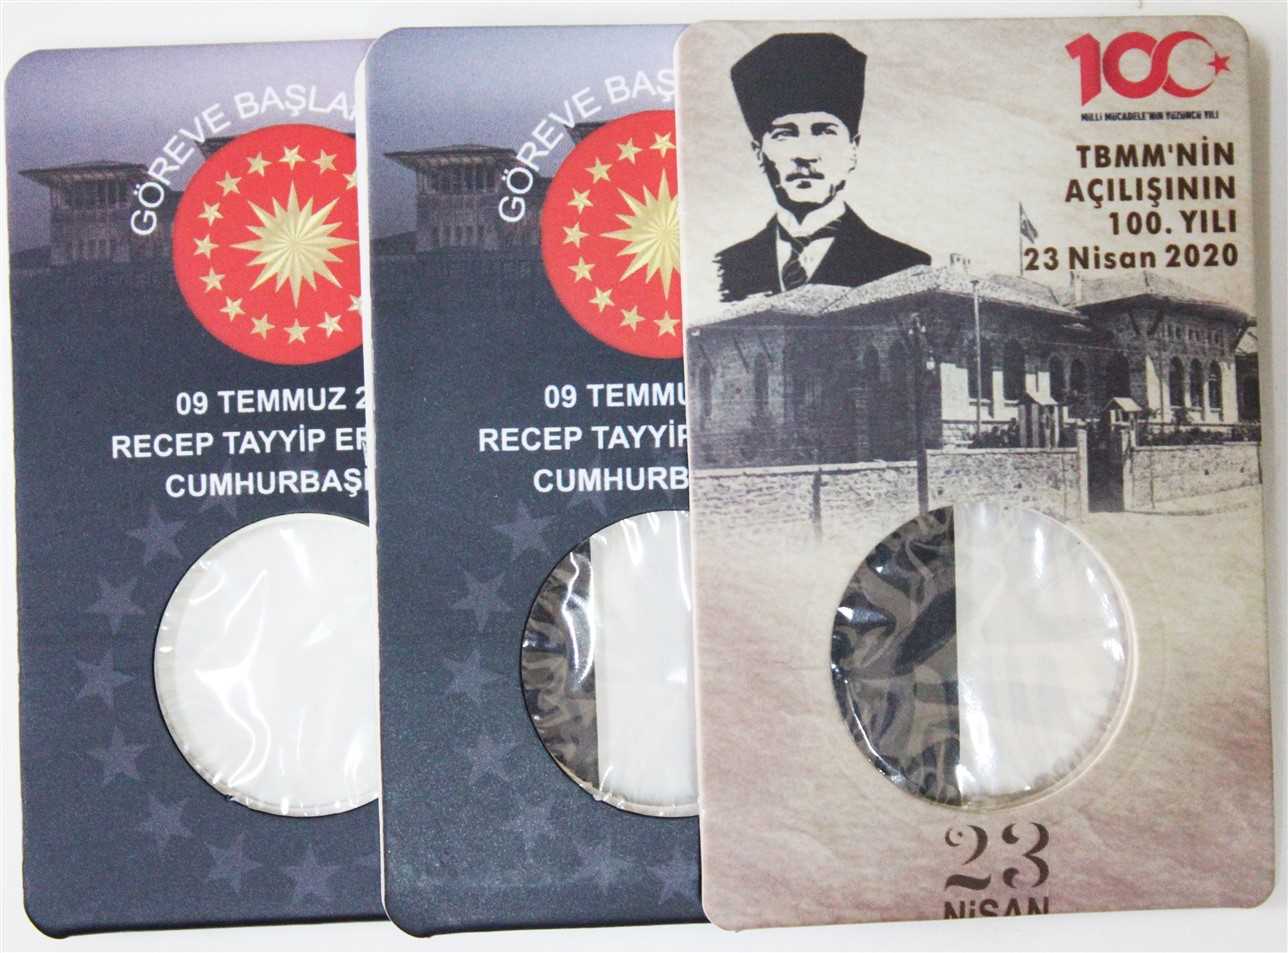 GÖREVE BAŞLA
09 TEMMUZ 2
RECEP TAYYİP ER
CUMHURBAŞ
GÖREVE BAŞ
09 TEMMU
RECEP TAYYİP
CUMHURB
100
MİLLİ MÜCADELE'NİN YÜZÜNCÜ YILI
TBMM'NİN
AÇILIŞININ
100. YILI
23 Nisan 2020
23
NİSAN